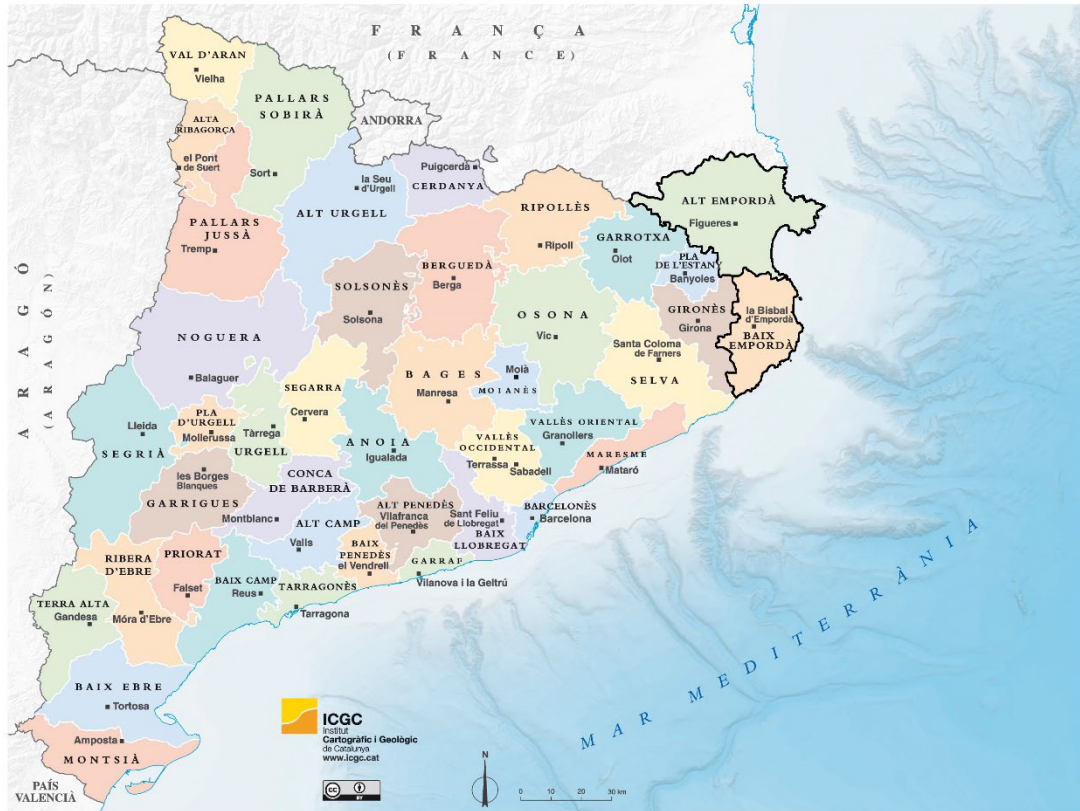 FRANÇA
(FRANCE)
VAL D'ARAN
Vielha
PALLARS
SOBIRÀ
Sort
ANDORRA
ALTA
RIBAGORÇA
el Pont
de Suert
la Seu
d'Urgell
ALT URGELL
Puigcerdà
CERDANYA
PALLARS
JUSSÀ
Tremp
RIPOLLÈS
Ripoll
ALT EMPORDÀ
Figueres
GARROTXA
Olot
PLA
DE L'ESTANY
Banyoles
BERGUEDÀ
Berga
SOLSONÈS
Solsona
OSONA
Vic
GIRONÈS
Girona
la Bisbal
d'Empordà
BAIX
EMPORDÀ
ARAGÓ
(ARAGÓN)
NOGUERA
Balaguer
Santa Coloma
de Farners
SELVA
BAGES
Manresa
Moià
MOIANÈS
SEGARRA
Cervera
PLA
D'URGELL
Mollerussa
Tàrrega
URGELL
Lleida
SEGRIÀ
ANOIA
Igualada
VALLÈS ORIENTAL
Granollers
VALLÈS
OCCIDENTAL
Terrassa
Sabadell
MARESME
Mataró
les Borges
Blanques
GARRIGUES
CONCA
DE BARBERÀ
Montblanc
ALT PENEDÈS
Vilafranca
del Penedès
Sant Feliu
de Llobregat
BAIX
LLOBREGAT
BARCELONÈS
Barcelona
ALT CAMP
Valls
BAIX
PENEDÈS
el Vendrell
GARRAF
Vilanova i la Geltrú
RIBERA
D'EBRE
Móra d'Ebre
PRIORAT
Falset
BAIX CAMP
Reus
TARRAGONÈS
Tarragona
TERRA ALTA
Gandesa
BAIX EBRE
Tortosa
Amposta
MONTSIÀ
PAÍS
VALENCIÀ
MAR MEDITERRÀNIA
ICGC
Institut
Cartogràfic i Geològic
de Catalunya
www.icgc.cat
cc
BY
N
0 10 20 30 km